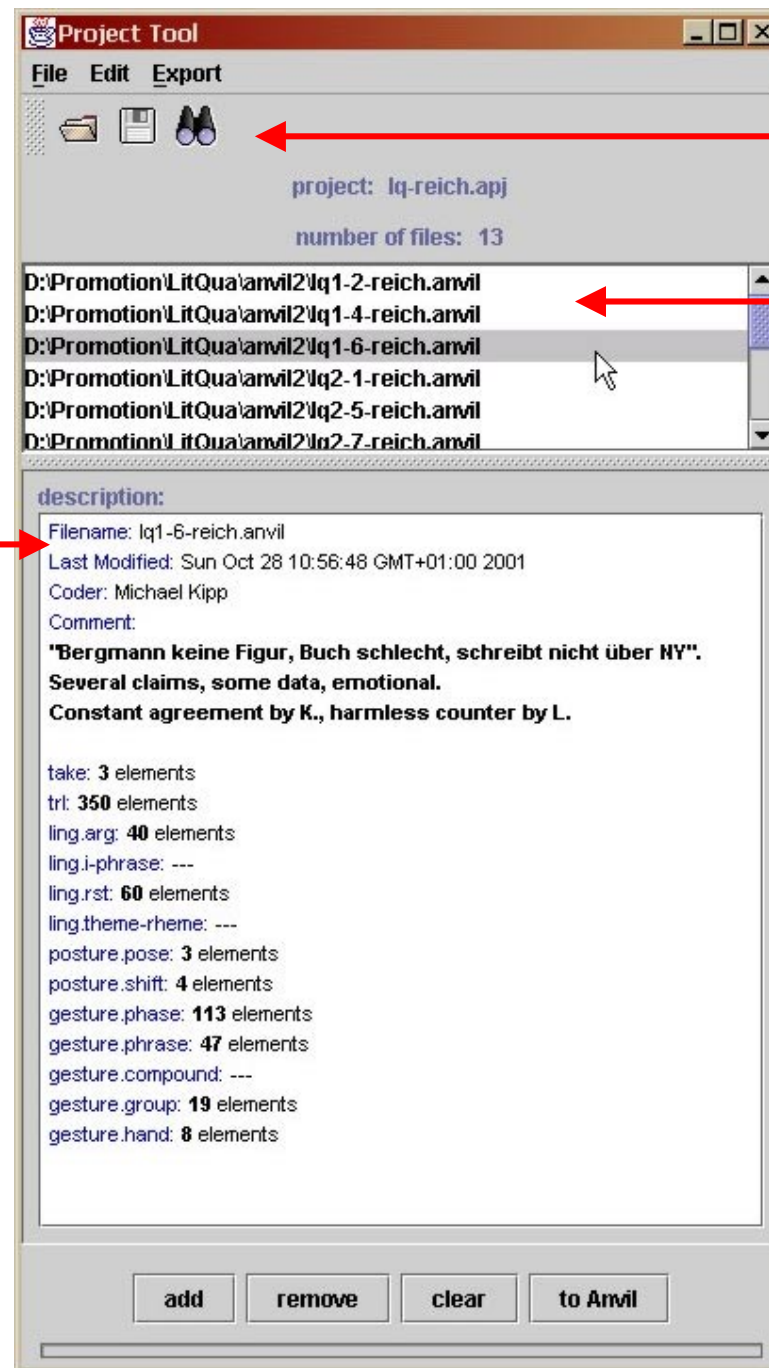 Project Tool
File Edit Export
project: lq-reich.apj
number of files: 13
D:\Promotion\LitQua\anvil2\lq1-2-reich.anvil
D:\Promotion\LitQua\anvil2\lq1-4-reich.anvil
D:\Promotion\LitQua\anvil2\lq1-6-reich.anvil
D:\Promotion\LitQua\anvil2\lq2-1-reich.anvil
D:\Promotion\LitQua\anvil2\lq2-5-reich.anvil
D:\Promotion\LitQua\anvil2\lq2-7-reich.anvil
description:
Filename: lq1-6-reich.anvil
Last Modified: Sun Oct 28 10:56:48 GMT+01:00 2001
Coder: Michael Kipp
Comment:
"Bergmann keine Figur, Buch schlecht, schreibt nicht über NY".
Several claims, some data, emotional.
Constant agreement by K., harmless counter by L.
take: 3 elements
trl: 350 elements
ling.arg: 40 elements
ling.i-phrase: ---
ling.rst: 60 elements
ling.theme-rheme: ---
posture.pose: 3 elements
posture.shift: 4 elements
gesture.phase: 113 elements
gesture.phrase: 47 elements
gesture.compound: ---
gesture.group: 19 elements
gesture.hand: 8 elements
add remove clear to Anvil